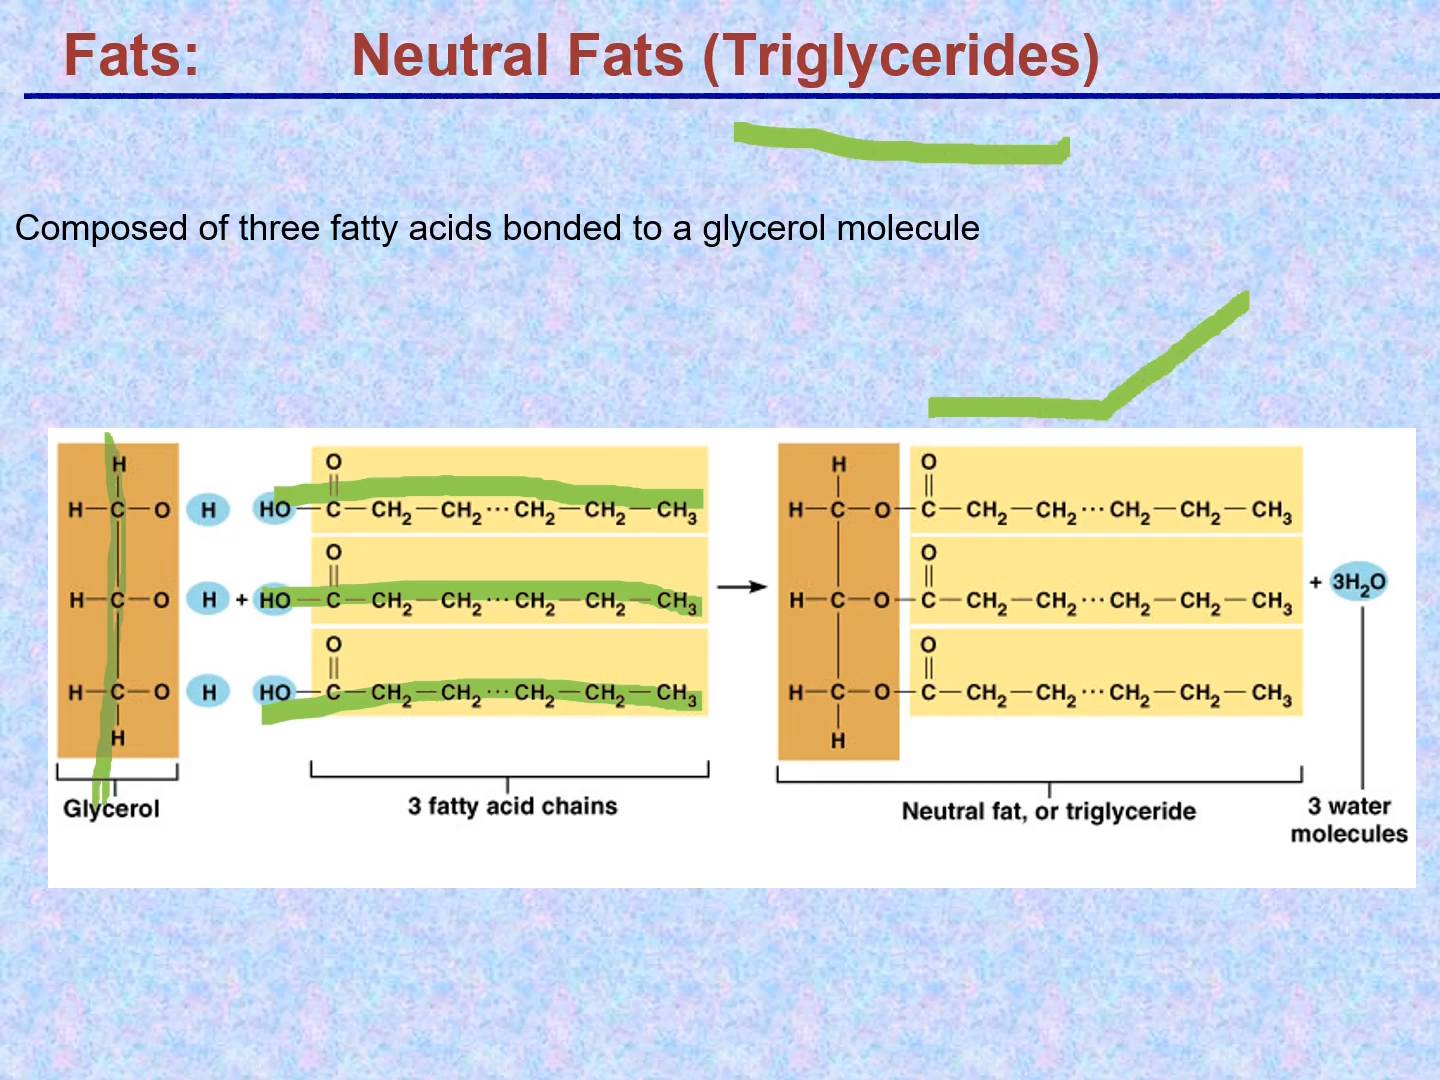 Fats: Neutral Fats (Triglycerides)
Composed of three fatty acids bonded to a glycerol molecule
H O H O
H—C—O H HO—C—CH2—CH2···CH2—CH2—CH3 H—C—O—C—CH2—CH2···CH2—CH2—CH3
O O
H—C—O H + HO—C—CH2—CH2···CH2—CH2—CH3 → H—C—O—C—CH2—CH2···CH2—CH2—CH3 + 3H2O
O O
H—C—O H HO—C—CH2—CH2···CH2—CH2—CH3 H—C—O—C—CH2—CH2···CH2—CH2—CH3
H H
Glycerol 3 fatty acid chains Neutral fat, or triglyceride 3 water
molecules